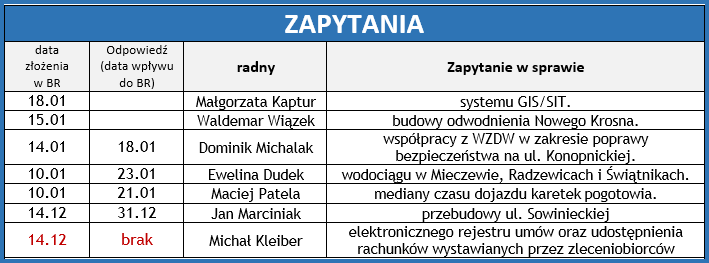 ZAPYTANIA
data
złożenia
w BR
Odpowiedź
(data wpływu
do BR)
radny
Zapytanie w sprawie
18.01 Małgorzata Kaptur systemu GIS/SIT.
15.01 Waldemar Wiązek budowy odwodnienia Nowego Krosna.
14.01 18.01 Dominik Michalak współpracy z WZDW w zakresie poprawy
bezpieczeństwa na ul. Konopnickiej.
10.01 23.01 Ewelina Dudek wodociągu w Mieczewie, Radzewicach i Świątnikach.
10.01 21.01 Maciej Patela mediany czasu dojazdu karetek pogotowia.
14.12 31.12 Jan Marciniak przebudowy ul. Sowinieckiej
14.12 brak Michał Kleiber elektronicznego rejestru umów oraz udostępnienia
rachunków wystawianych przez zleceniobiorców